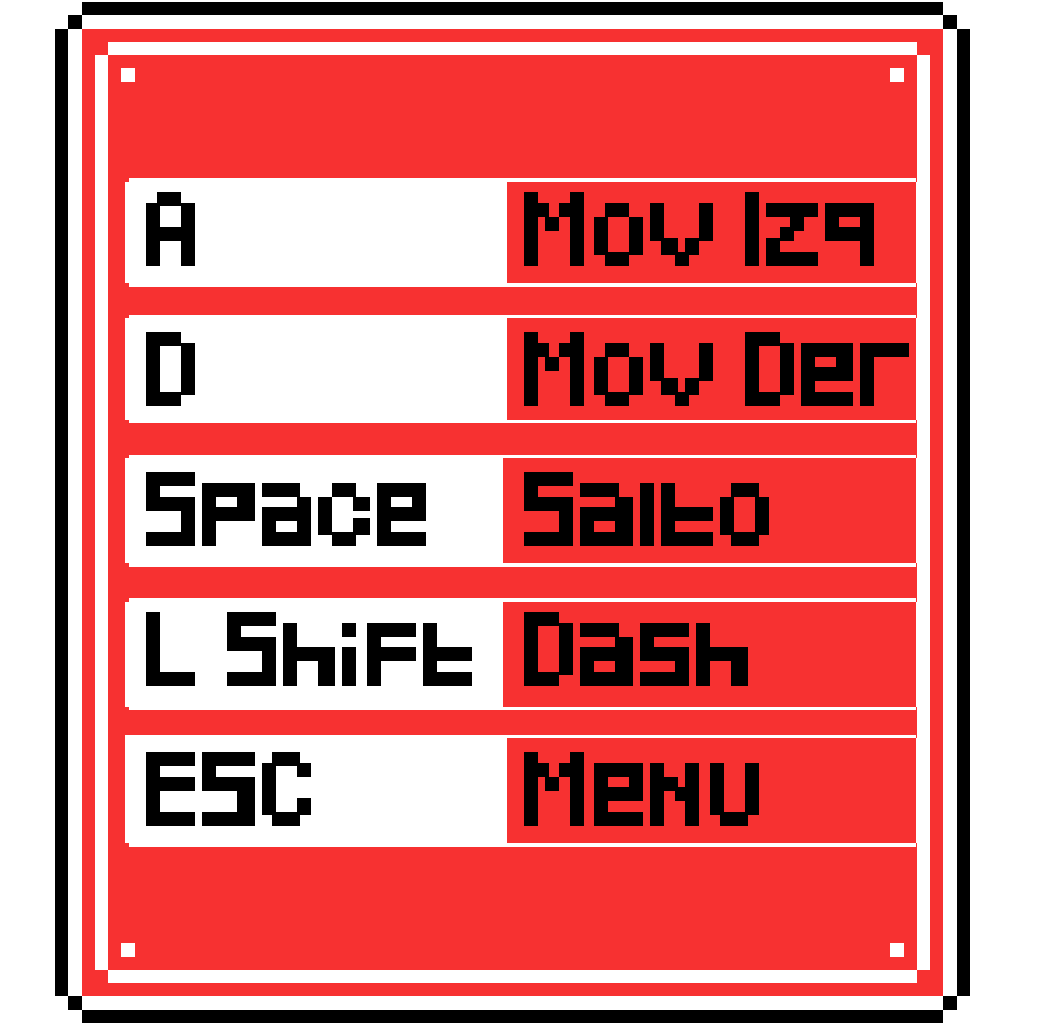 A Mov Izq
D Mov Der
Space Salto
L Shift Dash
ESC Menu